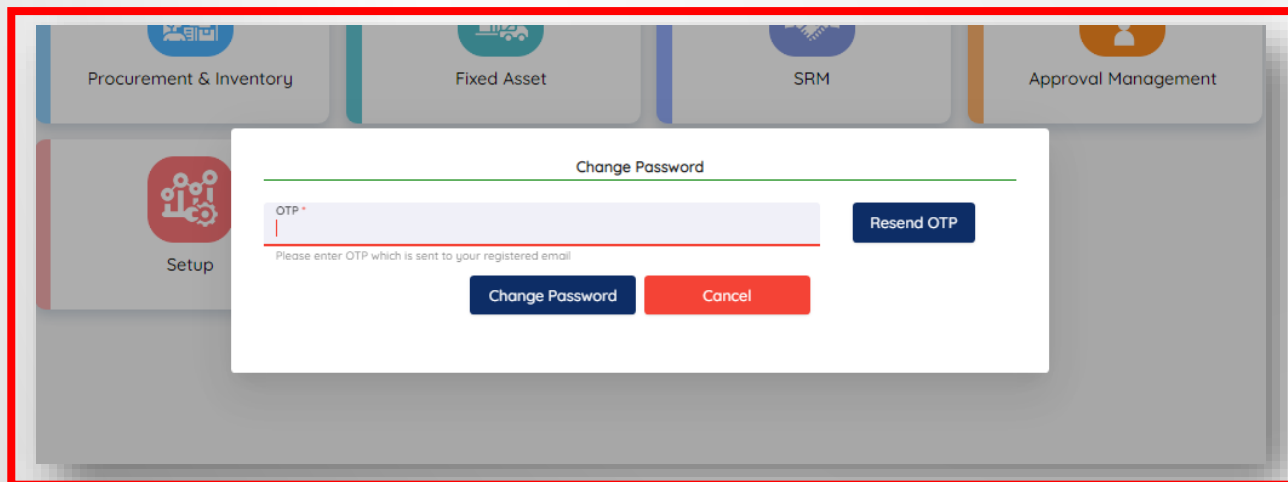 Procurement & Inventory
Fixed Asset
SRM
Approval Management
Change Password
OTP *
Resend OTP
Please enter OTP which is sent to your registered email
Setup
Change Password
Cancel